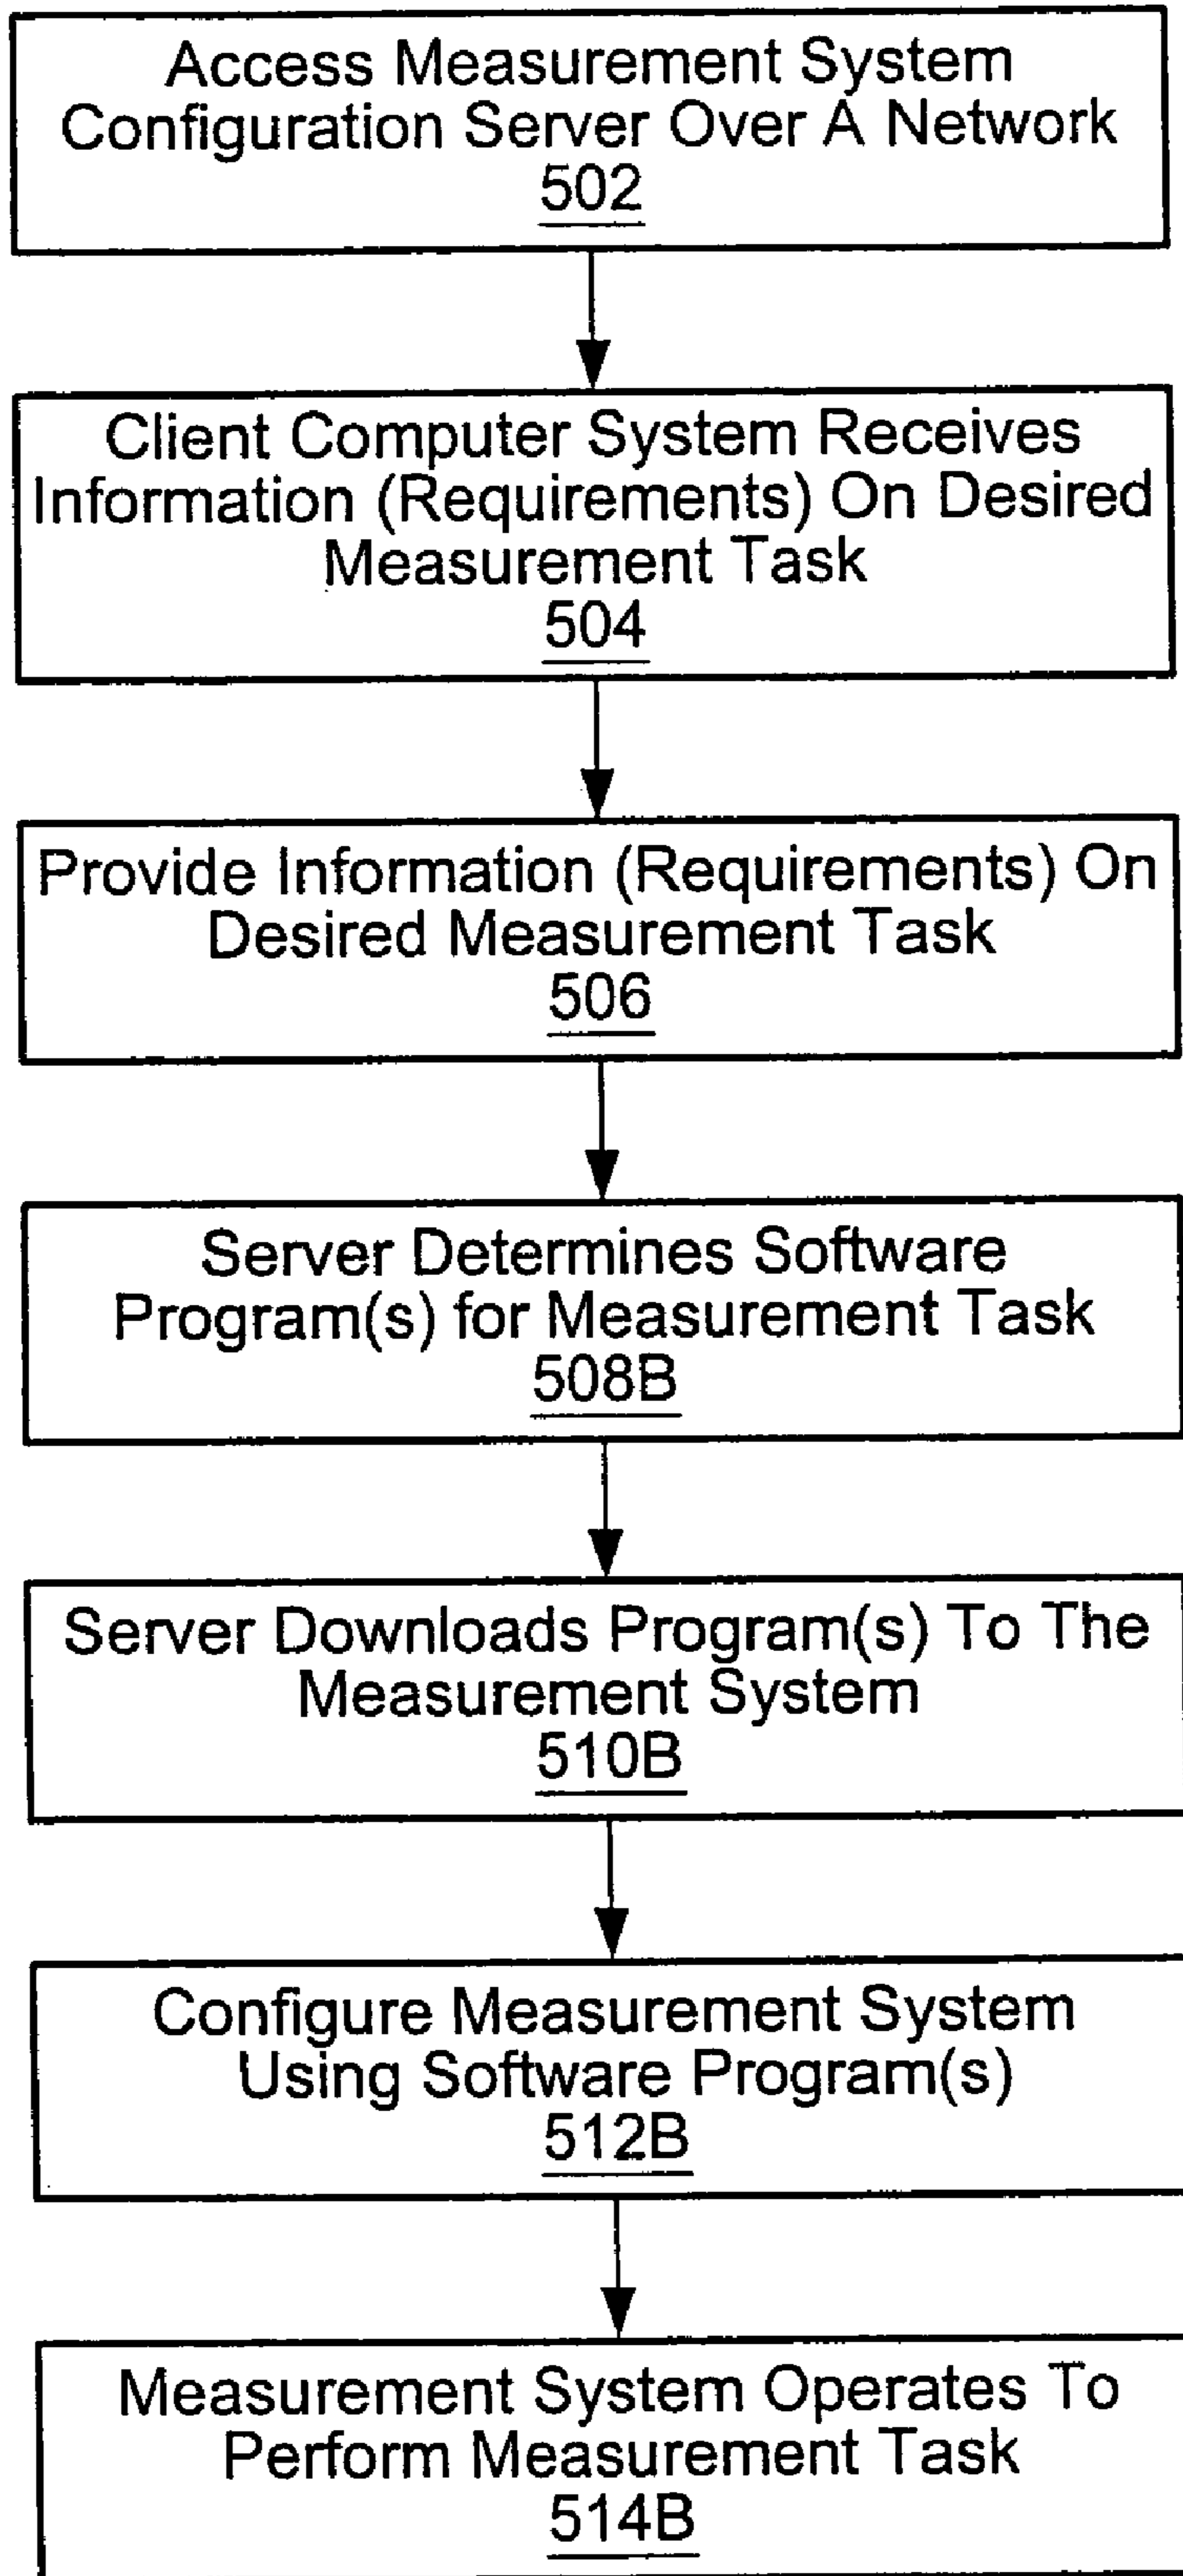 Access Measurement System
Configuration Server Over A Network
502
Client Computer System Receives
Information (Requirements) On Desired
Measurement Task
504
Provide Information (Requirements) On
Desired Measurement Task
506
Server Determines Software
Program(s) for Measurement Task
508B
Server Downloads Program(s) To The
Measurement System
510B
Configure Measurement System
Using Software Program(s)
512B
Measurement System Operates To
Perform Measurement Task
514B